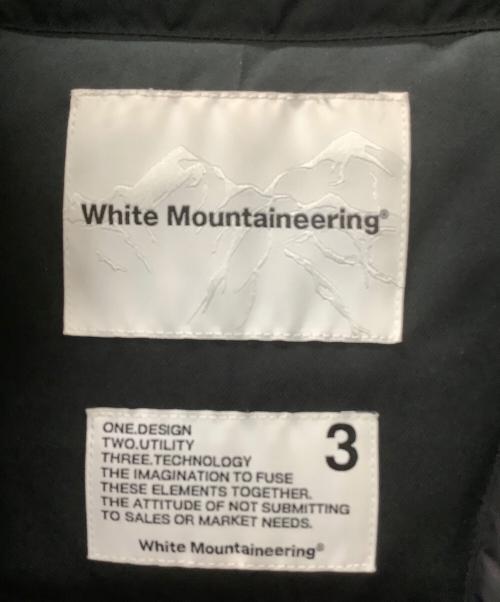 White Mountaineering®
ONE.DESIGN
TWO.UTILITY
THREE.TECHNOLOGY
THE IMAGINATION TO FUSE
THESE ELEMENTS TOGETHER.
THE ATTITUDE OF NOT SUBMITTING
TO SALES OR MARKET NEEDS.
3
White Mountaineering®